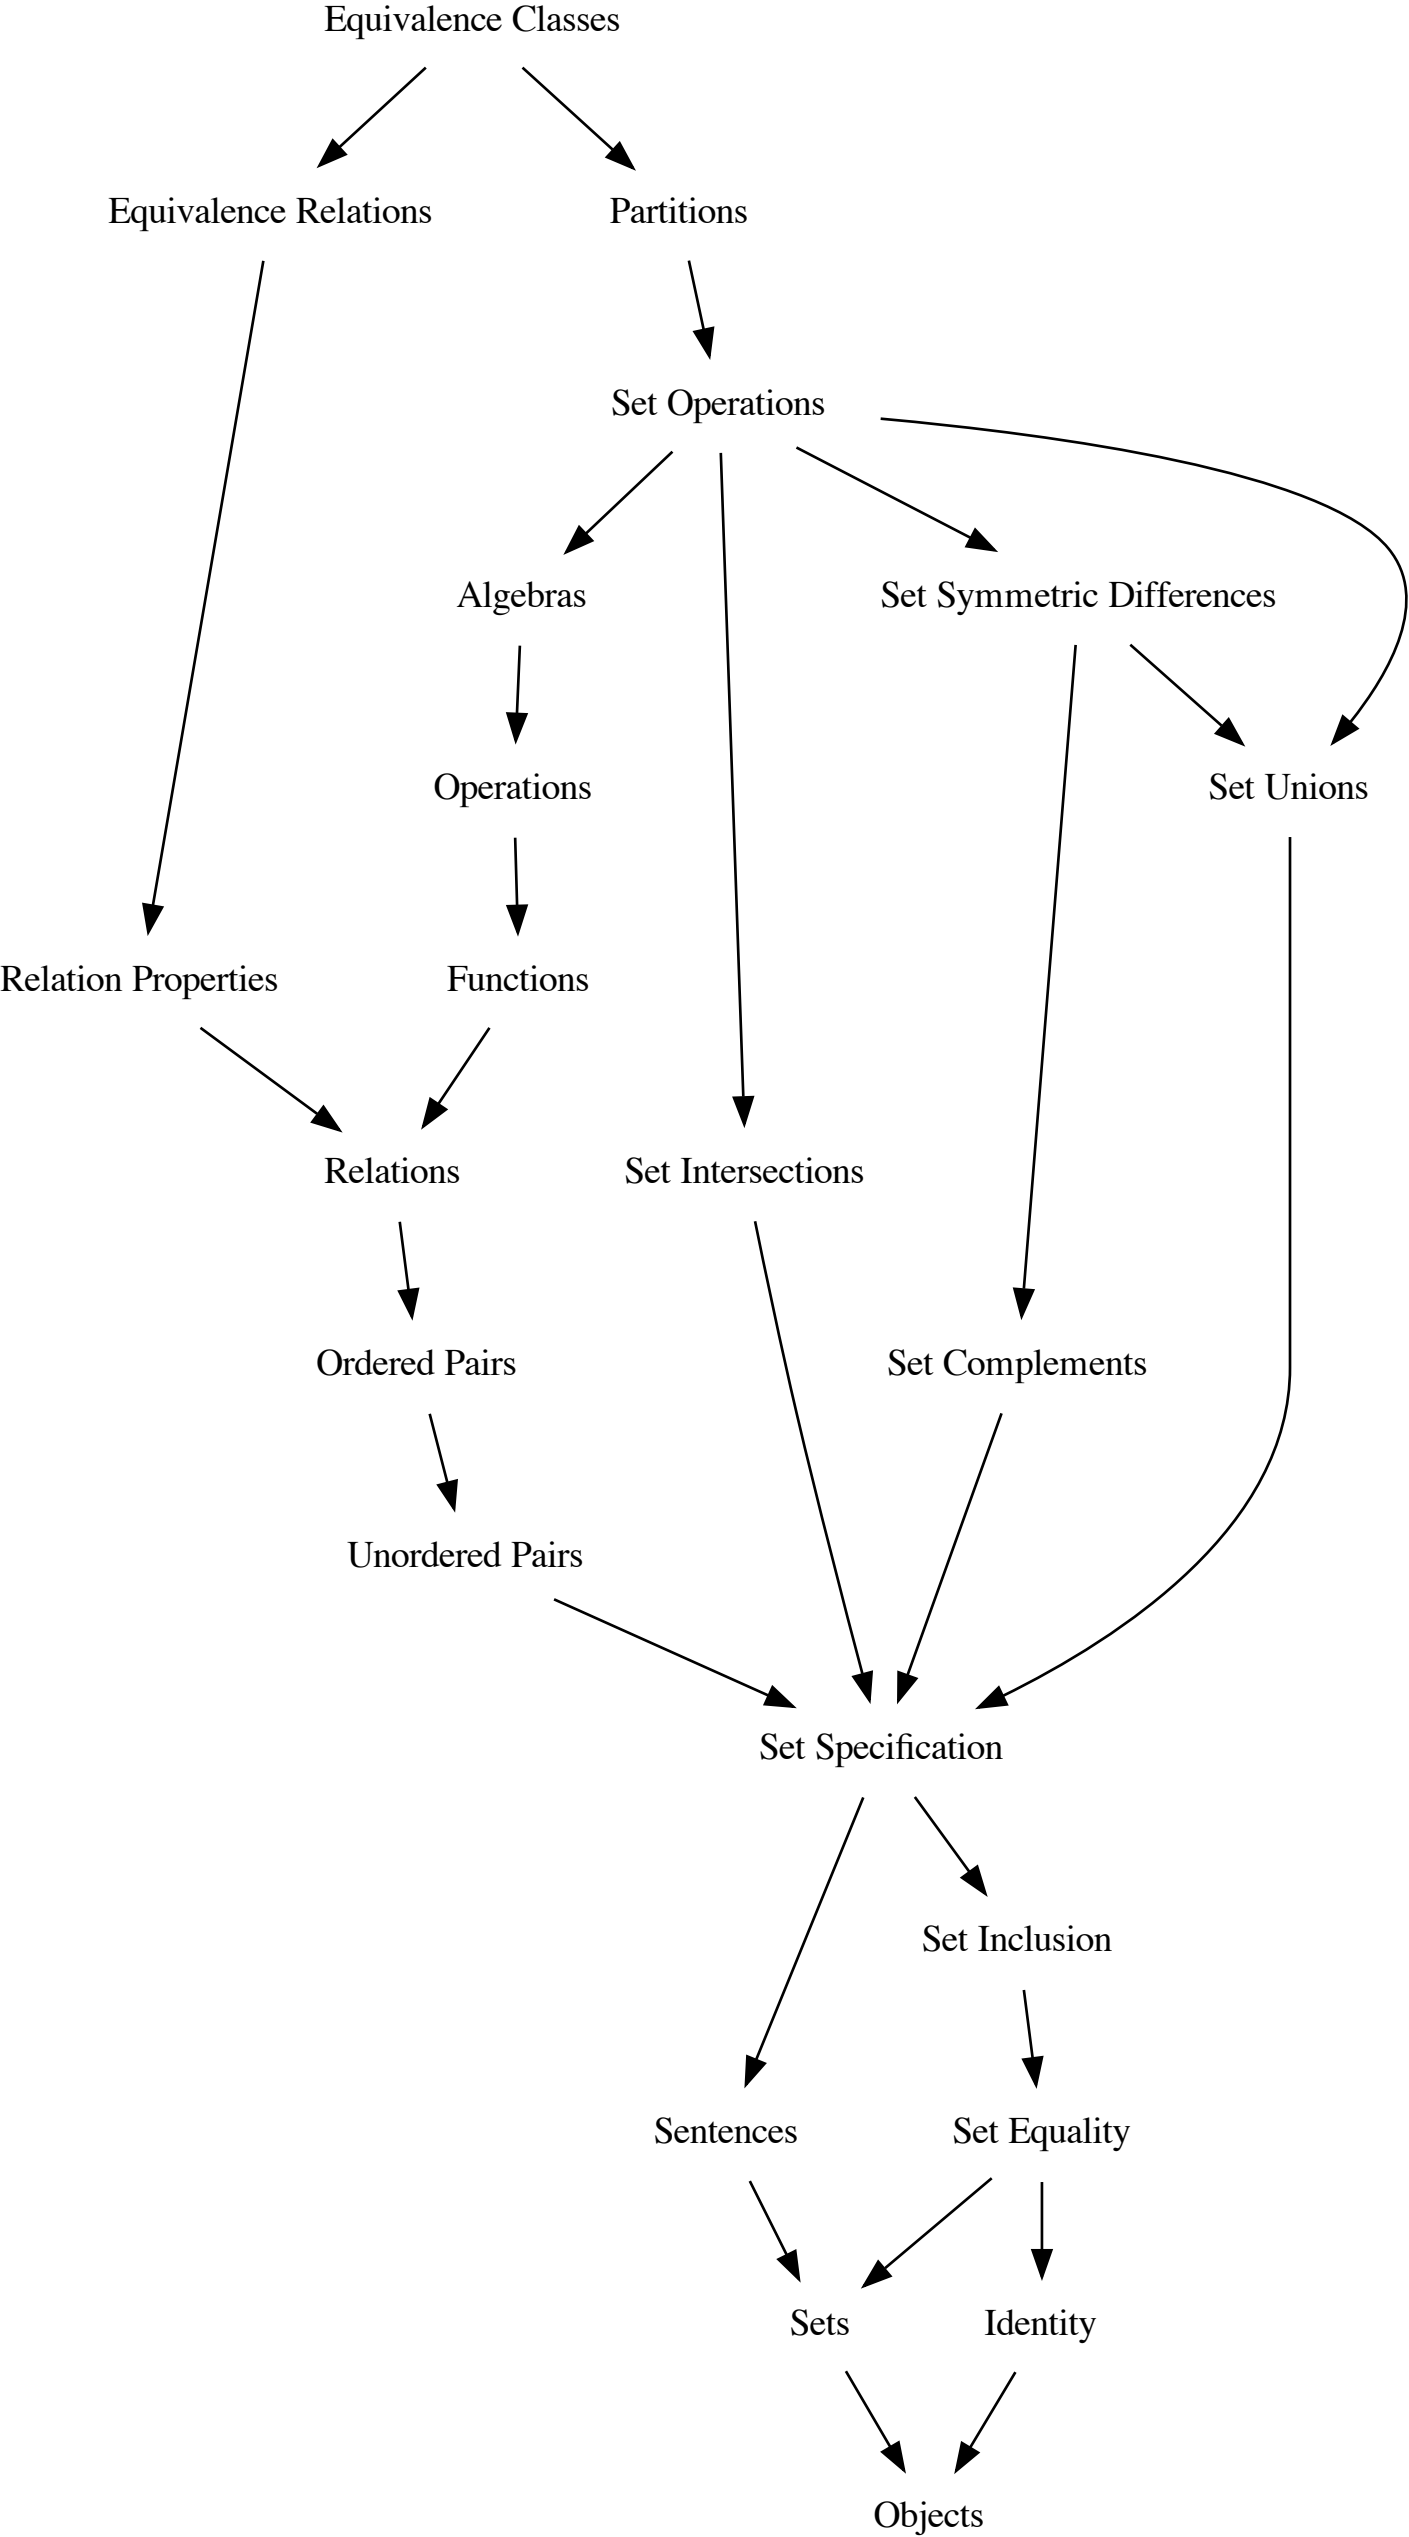 Equivalence Classes
Equivalence Relations
Partitions
Set Operations
Algebras
Set Symmetric Differences
Operations
Set Unions
Relation Properties
Functions
Relations
Set Intersections
Ordered Pairs
Set Complements
Unordered Pairs
Set Specification
Set Inclusion
Sentences
Set Equality
Sets
Identity
Objects